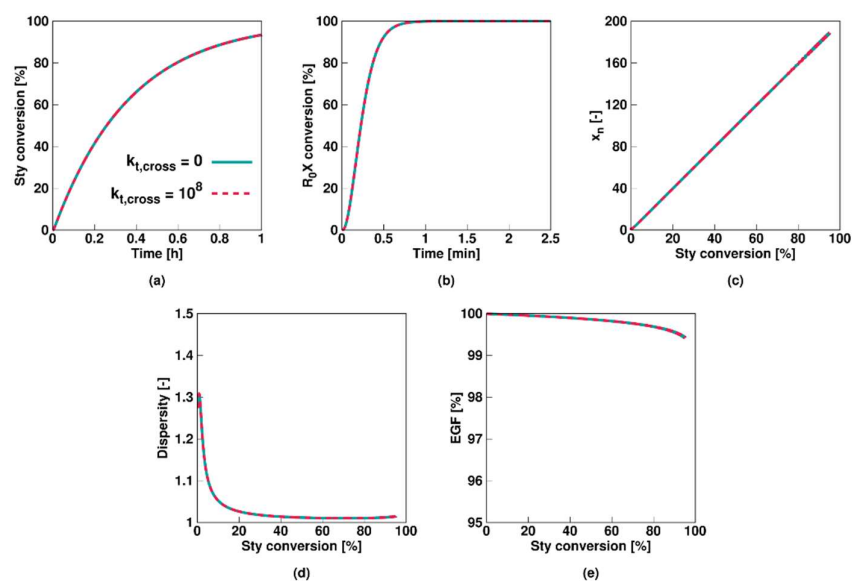 100
80
60
40
20
0
Sty conversion [%]
k_t,cross = 0
k_t,cross = 10^8
0 0.2 0.4 0.6 0.8 1
Time [h]
(a)
100
80
60
40
20
0
R_0X conversion [%]
0 0.5 1 1.5 2 2.5
Time [min]
(b)
200
160
120
80
40
0
x_n [-]
0 20 40 60 80 100
Sty conversion [%]
(c)
1.5
1.4
1.3
1.2
1.1
1
Dispersity [-]
0 20 40 60 80 100
Sty conversion [%]
(d)
100
99
98
97
96
95
EGF [%]
0 20 40 60 80 100
Sty conversion [%]
(e)